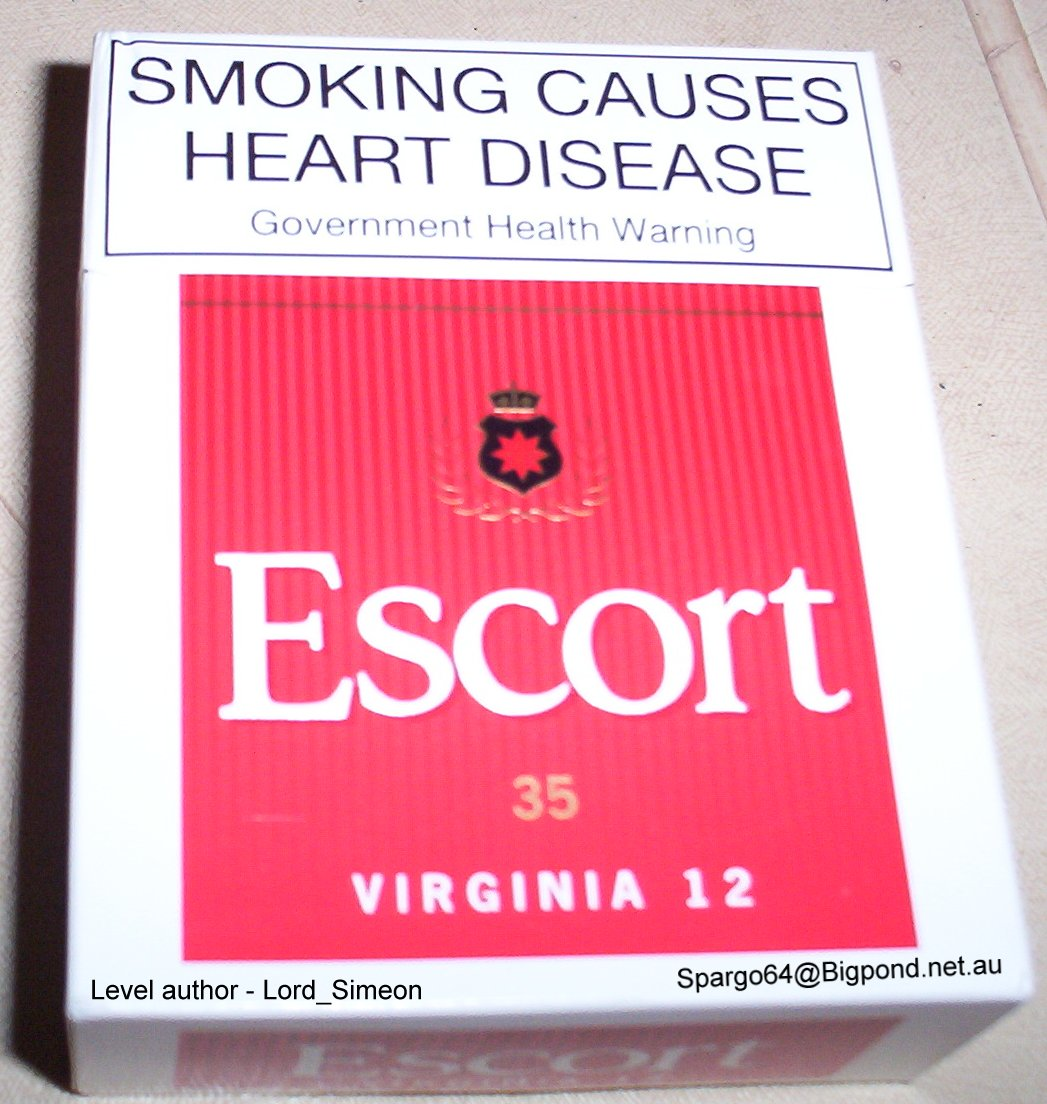 SMOKING CAUSES
HEART DISEASE
Government Health Warning
Escort
35
VIRGINIA 12
Level author - Lord_Simeon
Spargo64@Bigpond.net.au
Escort